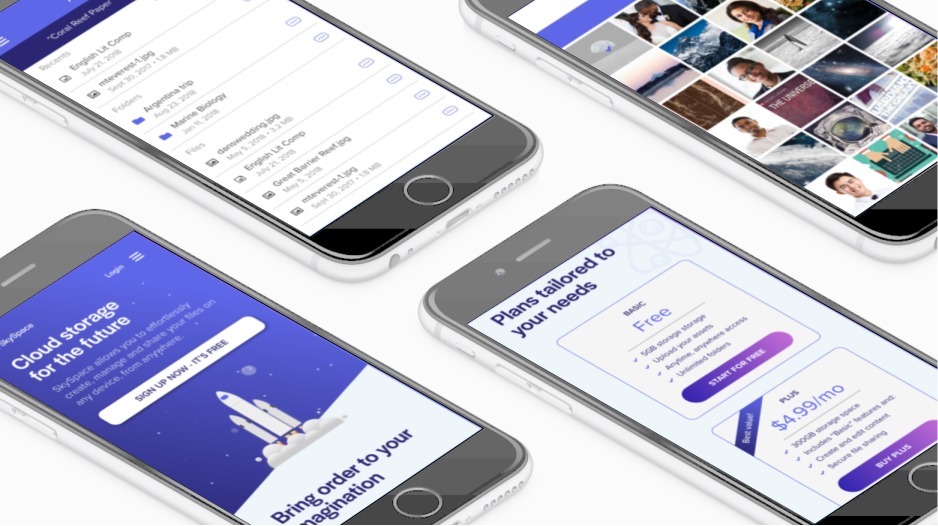 "Coral Reef Paper"
Recents
English Lit Comp
July 21, 2018
mteverest-1.jpg
Sept 30, 2017 • 1.8 MB
Folders
Argentina trip
Aug 23, 2018
Marine Biology
Jan 11, 2018
Files
danswedding.jpg
May 5, 2018 • 3.2 MB
English Lit Comp
July 21, 2018
Great Barrier Reef.jpg
May 5, 2018
mteverest-1.jpg
Sept 30, 2017 • 1.8 MB
THE UNIVERSE
SkySpace
Login
Cloud storage
for the future
SkySpace allows you to effortlessly
create, manage and share your files on
any device, from anywhere.
SIGN UP NOW - IT'S FREE
Bring order to your
imagination
Plans tailored to
your needs
BASIC
Free
5GB storage storage
Upload your assets
Anytime, anywhere access
Unlimited folders
START FOR FREE
Best value!
PLUS
$4.99/mo
300GB storage space
Includes "Basic" features and:
Create and edit content
Secure file sharing
BUY PLUS